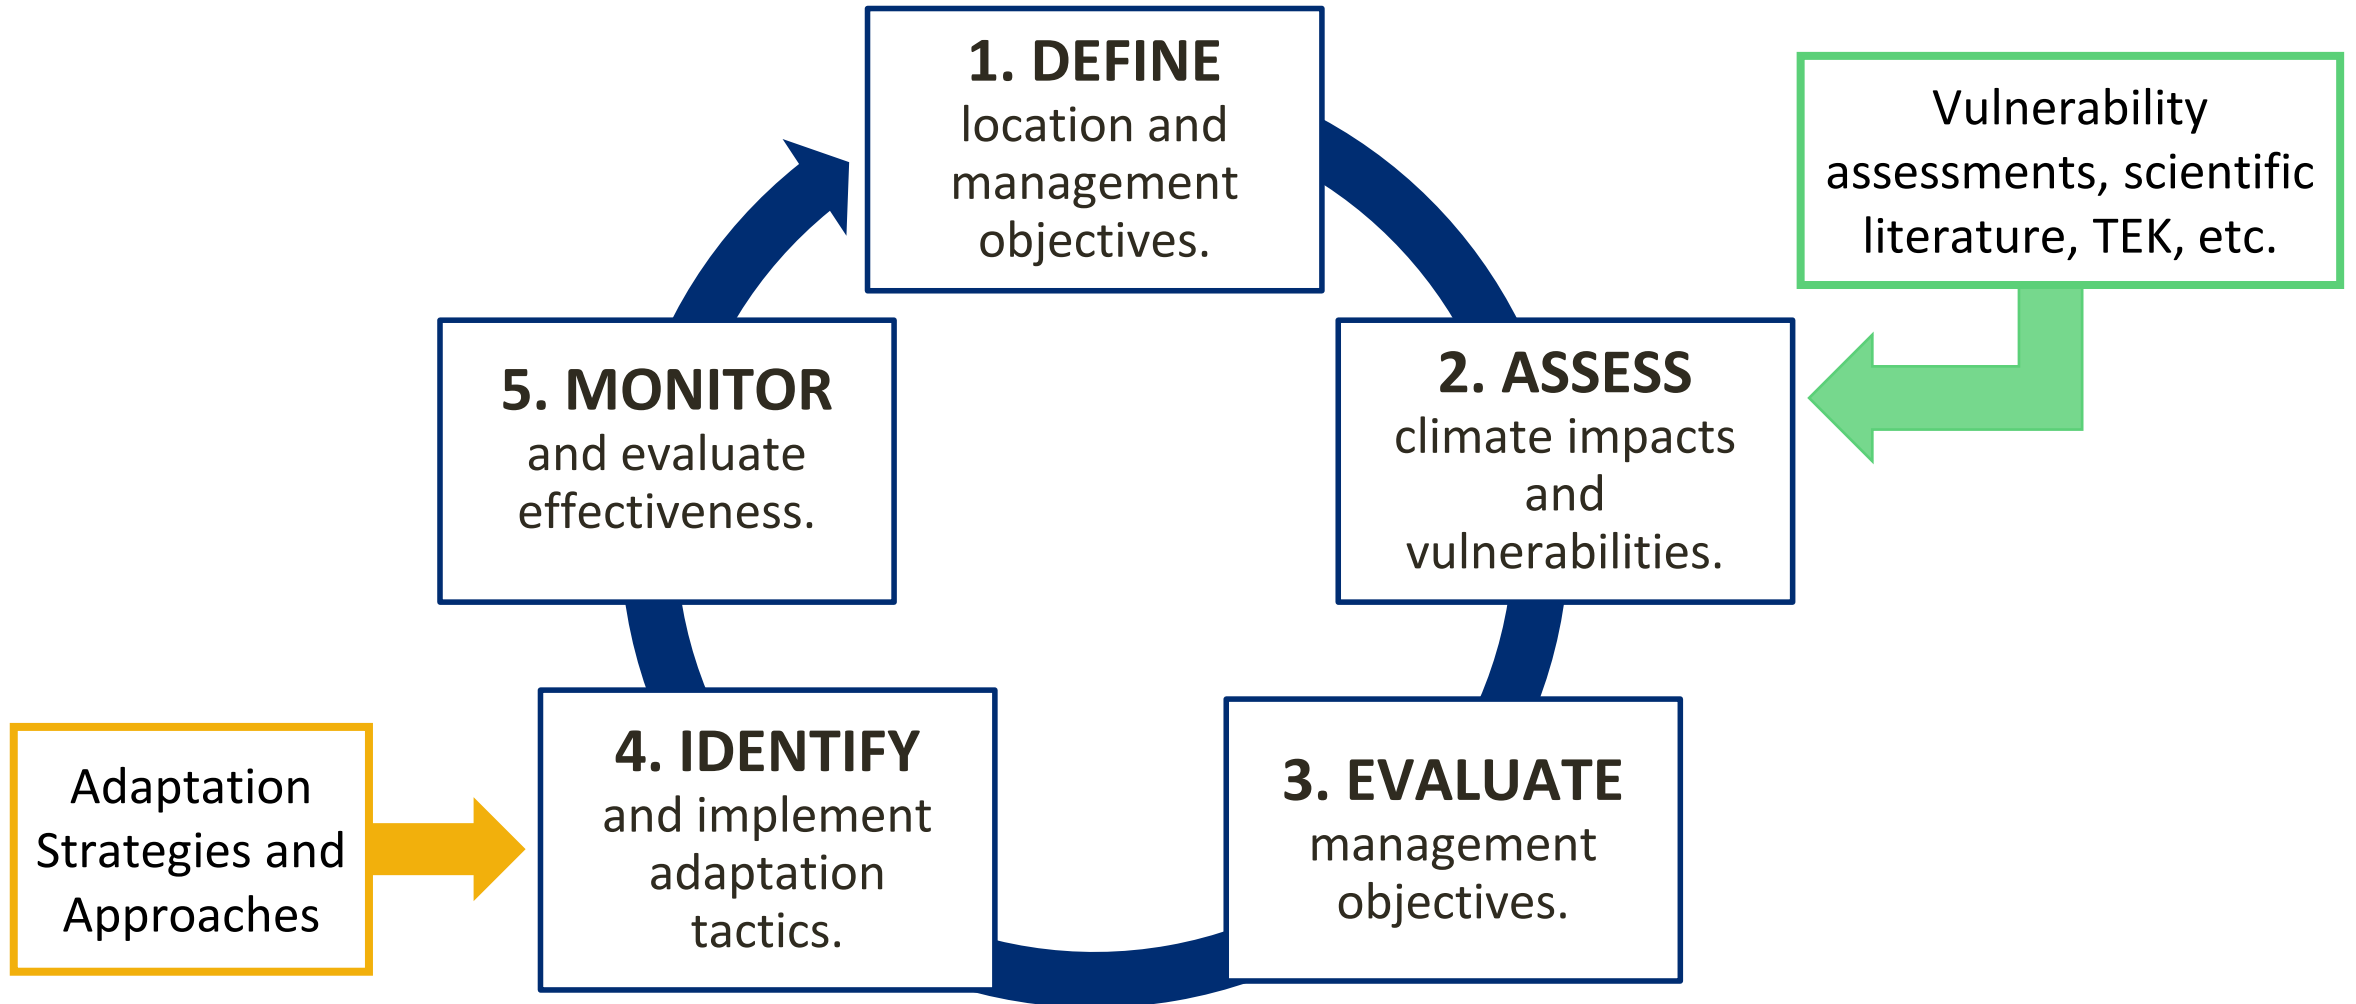 1. DEFINE
location and
management
objectives.
Vulnerability
assessments, scientific
literature, TEK, etc.
2. ASSESS
climate impacts
and
vulnerabilities.
3. EVALUATE
management
objectives.
4. IDENTIFY
and implement
adaptation
tactics.
Adaptation
Strategies and
Approaches
5. MONITOR
and evaluate
effectiveness.